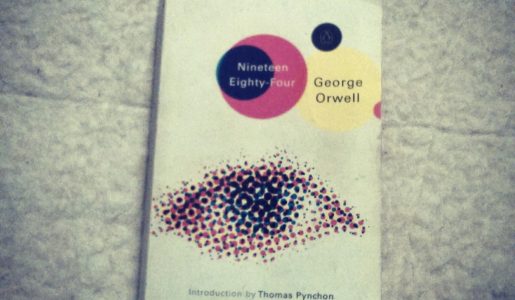 Nineteen
Eighty-Four
George
Orwell
Introduction by Thomas Pynchon